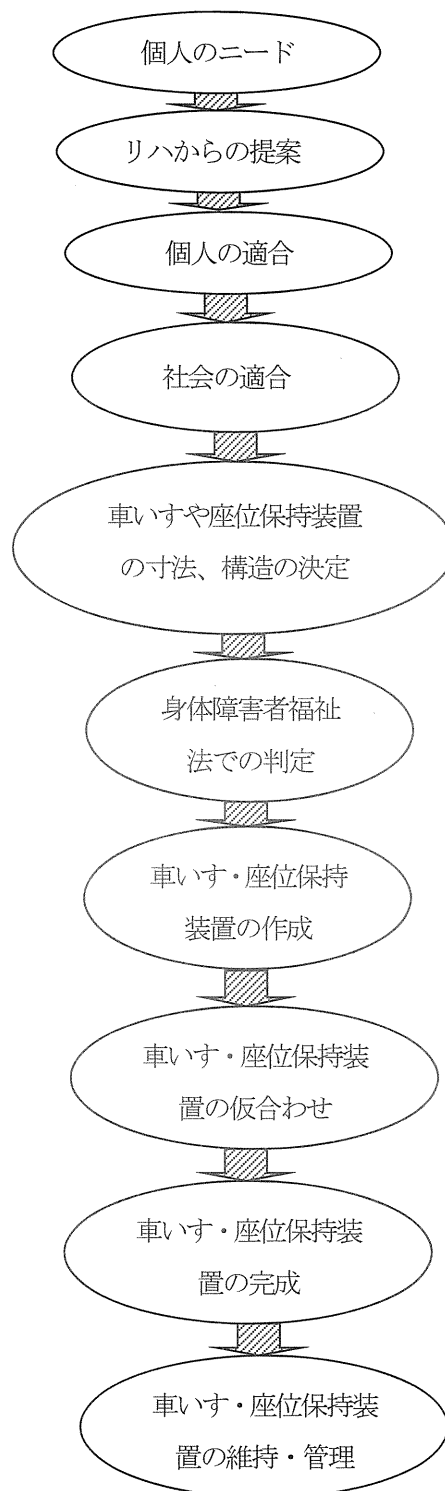 個人のニード
リハからの提案
個人の適合
社会の適合
車いすや座位保持装置
の寸法、構造の決定
身体障害者福祉
法での判定
車いす・座位保持
装置の作成
車いす・座位保持装
置の仮合わせ
車いす・座位保持装
置の完成
車いす・座位保持装
置の維持・管理